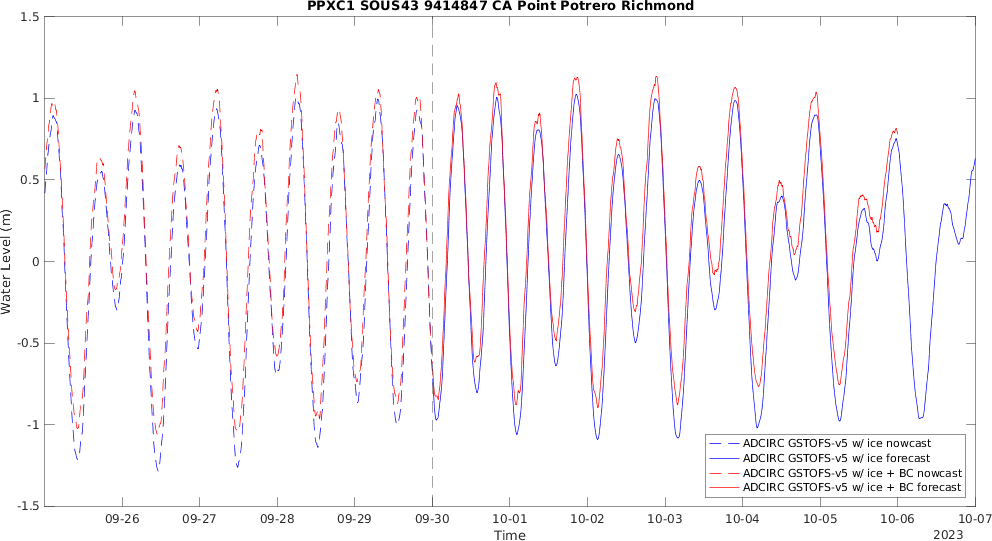 PPXC1 SOUS43 9414847 CA Point Potrero Richmond
1.5
1
0.5
0
-0.5
-1
-1.5
Water Level (m)
ADCIRC GSTOFS-v5 w/ ice nowcast
ADCIRC GSTOFS-v5 w/ ice forecast
ADCIRC GSTOFS-v5 w/ ice + BC nowcast
ADCIRC GSTOFS-v5 w/ ice + BC forecast
09-26 09-27 09-28 09-29 09-30 10-01 10-02 10-03 10-04 10-05 10-06 10-07
Time
2023